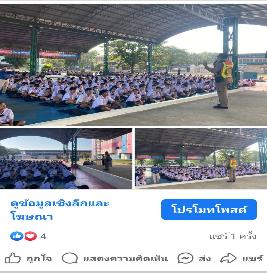 ดูข้อมูลเชิงลึกและ
โฆษณา
โปรโมทโพสต์
4
แชร์ 1 ครั้ง
ถูกใจ
แสดงความคิดเห็น
ส่ง
แชร์